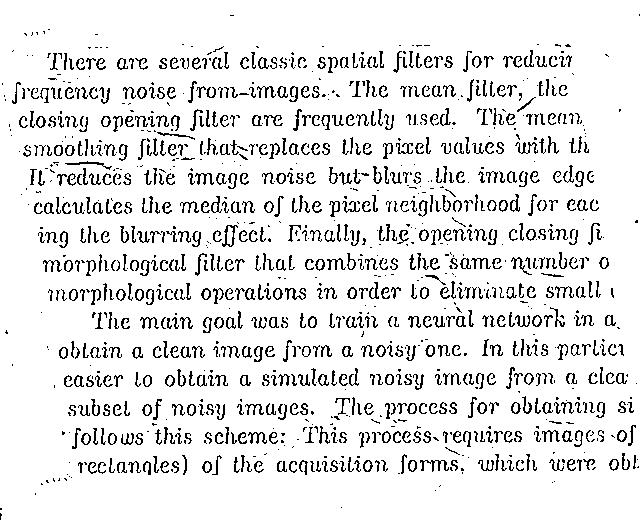 There are several classic spatial filters for reducin
frequency noise from images. The mean filter, the
closing opening filter are frequently used. The mean
smoothing filter that replaces the pixel values with th
It reduces the image noise but blurs the image edge
calculates the median of the pixel neighborhood for eac
ing the blurring effect. Finally, the opening closing fi
morphological filter that combines the same number o
morphological operations in order to eliminate small
The main goal was to train a neural network in a
obtain a clean image from a noisy one. In this particu
easier to obtain a simulated noisy image from a clea
subset of noisy images. The process for obtaining si
follows this scheme: This process requires images of
rectangles) of the acquisition forms, which were obt